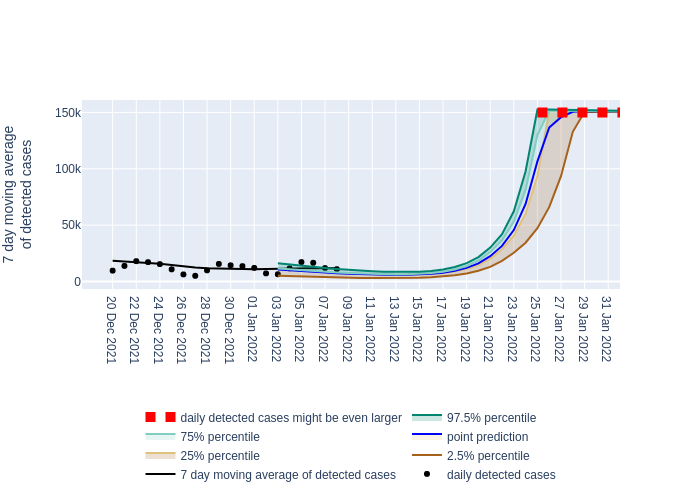 7 day moving average
of detected cases
150k
100k
50k
0
20 Dec 2021
22 Dec 2021
24 Dec 2021
26 Dec 2021
28 Dec 2021
30 Dec 2021
01 Jan 2022
03 Jan 2022
05 Jan 2022
07 Jan 2022
09 Jan 2022
11 Jan 2022
13 Jan 2022
15 Jan 2022
17 Jan 2022
19 Jan 2022
21 Jan 2022
23 Jan 2022
25 Jan 2022
27 Jan 2022
29 Jan 2022
31 Jan 2022
daily detected cases might be even larger
97.5% percentile
75% percentile
point prediction
25% percentile
2.5% percentile
7 day moving average of detected cases
daily detected cases